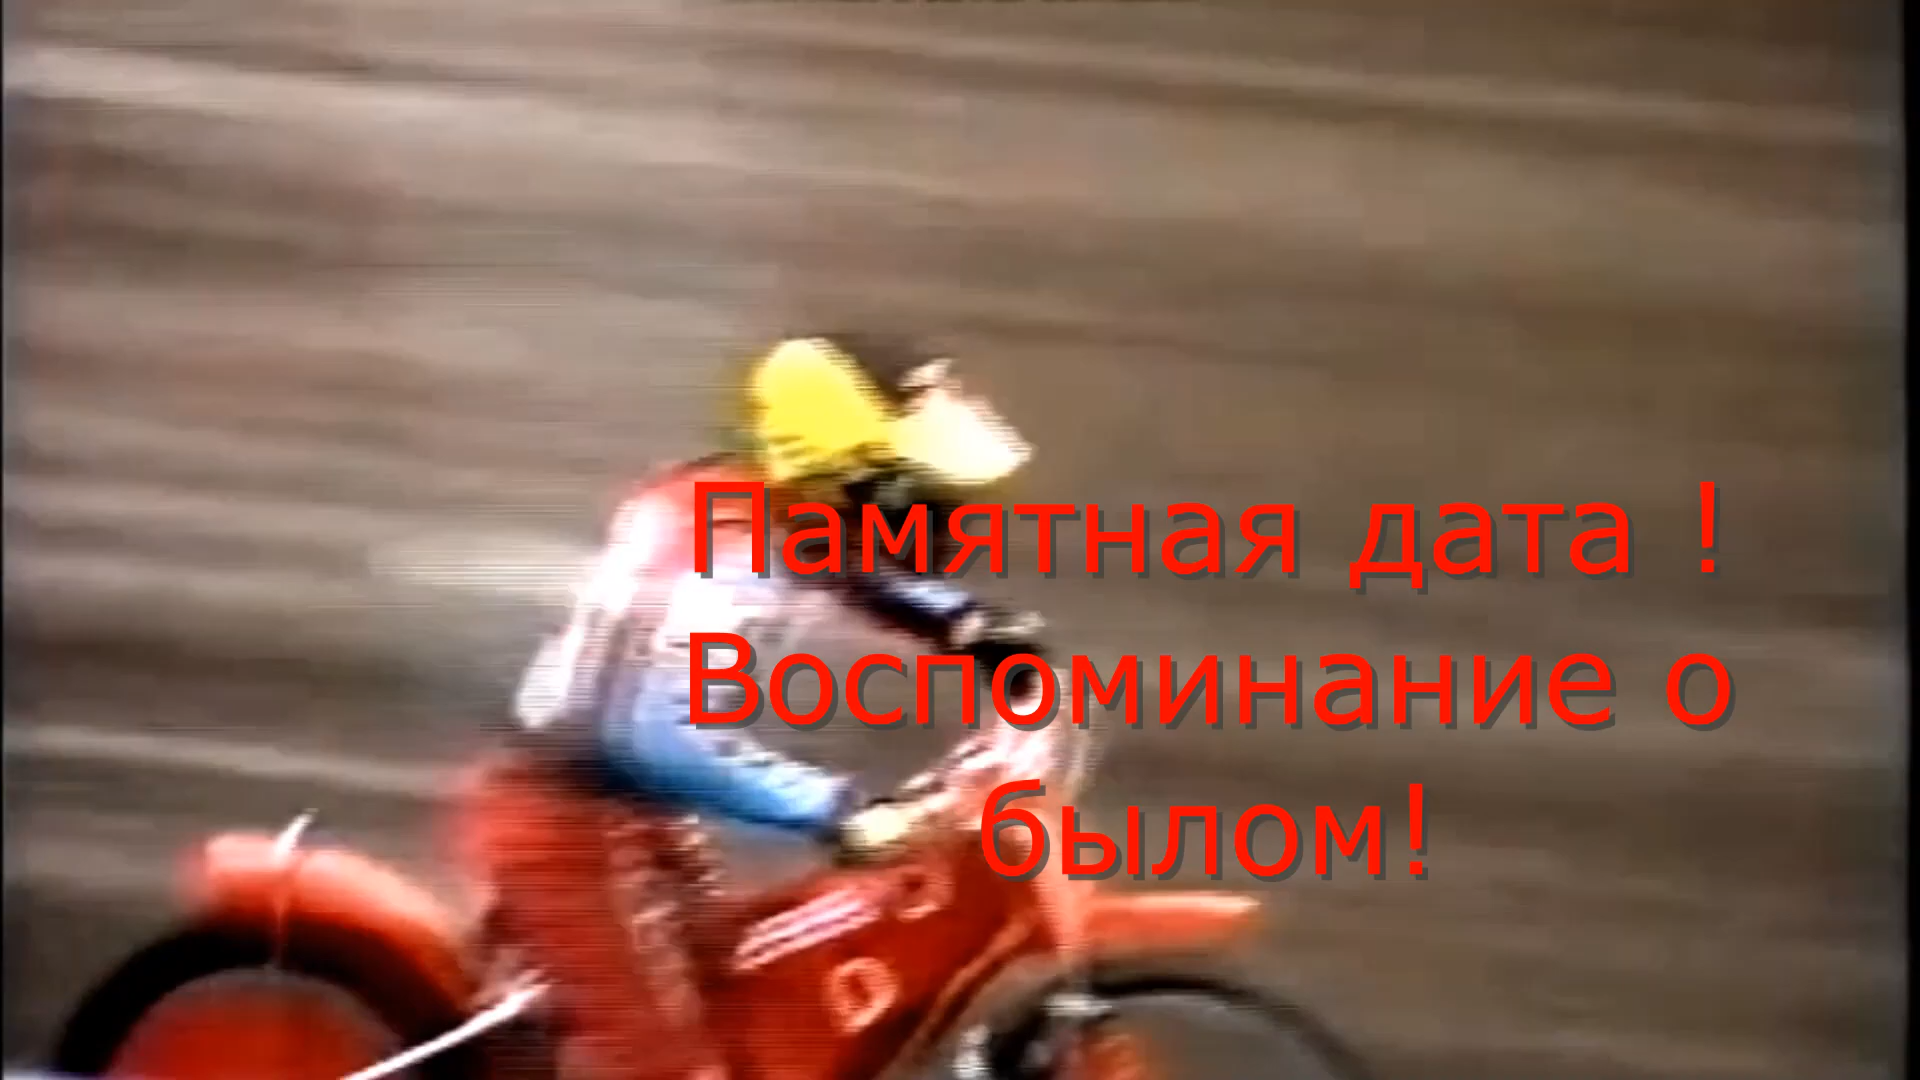 Памятная дата !
Воспоминание о
былом!